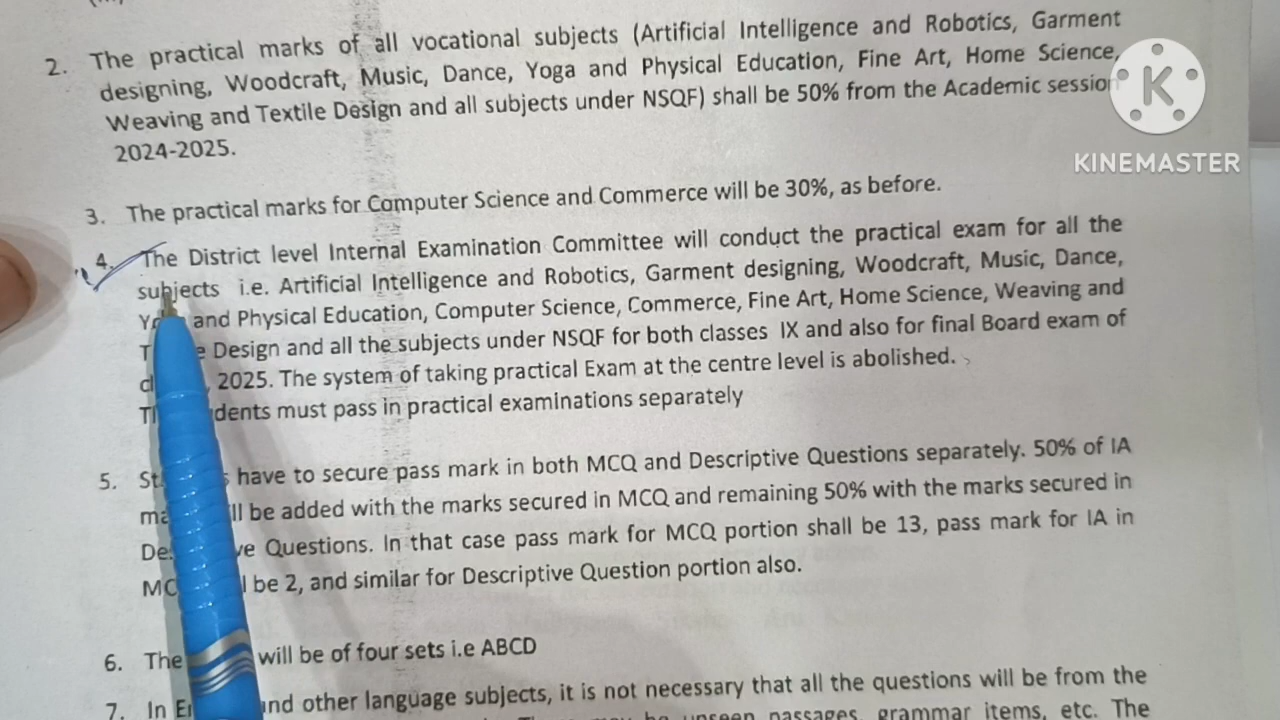 2. The practical marks of all vocational subjects (Artificial Intelligence and Robotics, Garment
designing, Woodcraft, Music, Dance, Yoga and Physical Education, Fine Art, Home Science,
Weaving and Textile Design and all subjects under NSQF) shall be 50% from the Academic session
2024-2025.
K
KINEMASTER
3. The practical marks for Computer Science and Commerce will be 30%, as before.
4. The District level Internal Examination Committee will conduct the practical exam for all the
subjects i.e. Artificial Intelligence and Robotics, Garment designing, Woodcraft, Music, Dance,
and Physical Education, Computer Science, Commerce, Fine Art, Home Science, Weaving and
Design and all the subjects under NSQF for both classes IX and also for final Board exam of
2025. The system of taking practical Exam at the centre level is abolished.
must pass in practical examinations separately
5. have to secure pass mark in both MCQ and Descriptive Questions separately. 50% of IA
be added with the marks secured in MCQ and remaining 50% with the marks secured in
Questions. In that case pass mark for MCQ portion shall be 13, pass mark for IA in
be 2, and similar for Descriptive Question portion also.
6. The will be of four sets i.e ABCD
7. In and other language subjects, it is not necessary that all the questions will be from the
unseen passages, grammar items, etc. The